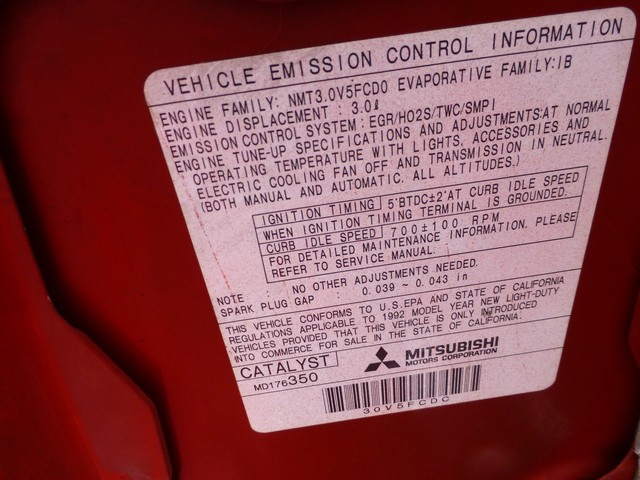 VEHICLE EMISSION CONTROL INFORMATION
ENGINE FAMILY: NMT3.0V5FCD0 EVAPORATIVE FAMILY:IB
ENGINE DISPLACEMENT : 3.0ℓ
EMISSION CONTROL SYSTEM : EGR/HO2S/TWC/SMPI
ENGINE TUNE-UP SPECIFICATIONS AND ADJUSTMENTS:AT NORMAL
OPERATING TEMPERATURE WITH LIGHTS, ACCESSORIES AND
ELECTRIC COOLING FAN OFF AND TRANSMISSION IN NEUTRAL.
(BOTH MANUAL AND AUTOMATIC. ALL ALTITUDES.)
IGNITION TIMING 5°BTDC±2°AT CURB IDLE SPEED
WHEN IGNITION TIMING TERMINAL IS GROUNDED.
CURB IDLE SPEED 700±100 RPM
FOR DETAILED MAINTENANCE INFORMATION, PLEASE
REFER TO SERVICE MANUAL.
NOTE : NO OTHER ADJUSTMENTS NEEDED.
SPARK PLUG GAP : 0.039 ~ 0.043 in
THIS VEHICLE CONFORMS TO U.S.EPA AND STATE OF CALIFORNIA
REGULATIONS APPLICABLE TO 1992 MODEL YEAR NEW LIGHT-DUTY
VEHICLES PROVIDED THAT THIS VEHICLE IS ONLY INTRODUCED
INTO COMMERCE FOR SALE IN THE STATE OF CALIFORNIA.
CATALYST MITSUBISHI
MOTORS CORPORATION
MD176350
30V5FCDC